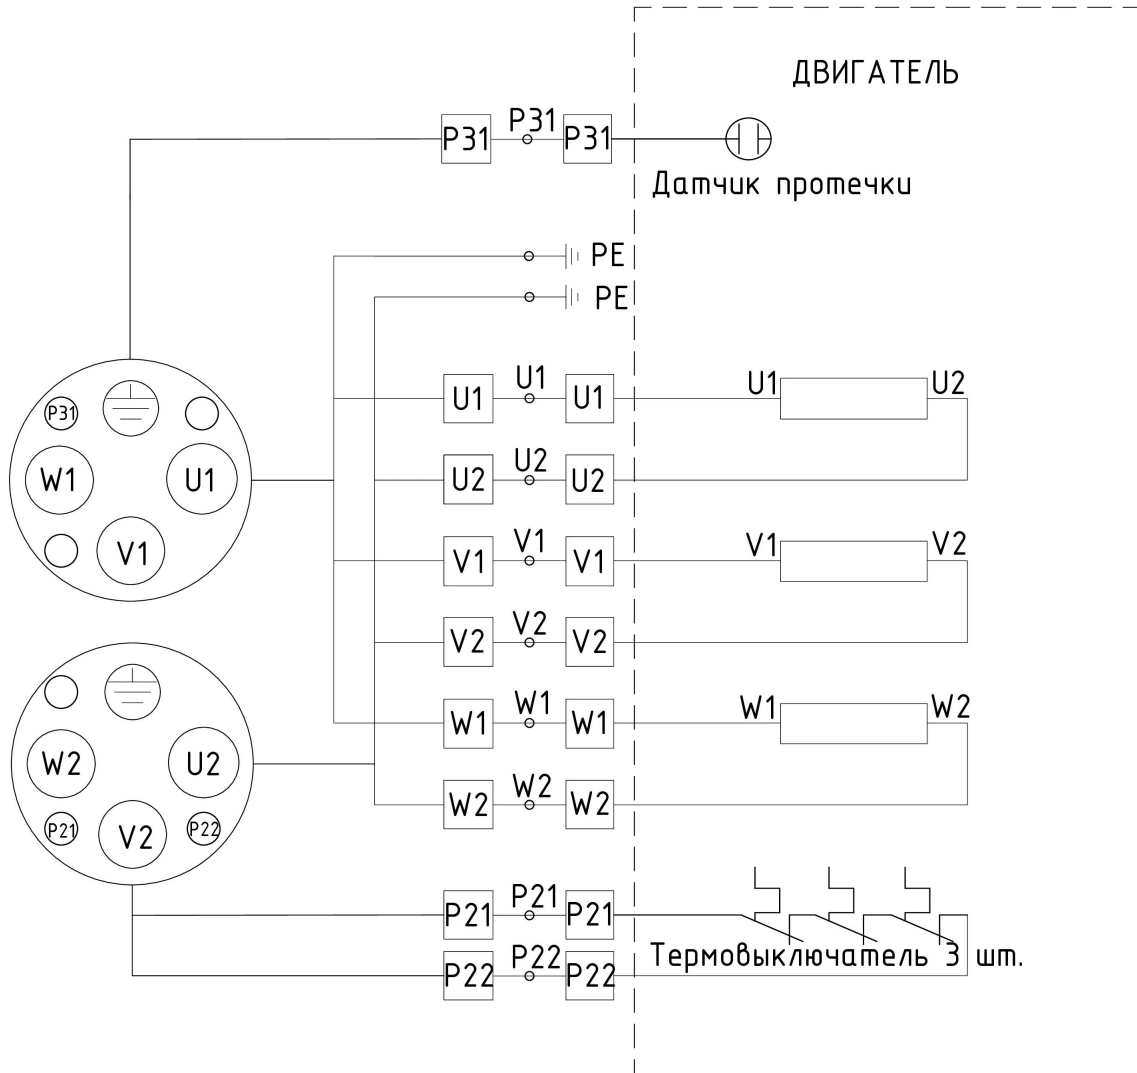 ДВИГАТЕЛЬ
P31 P31 P31
Датчик протечки
PE
PE
U1 U1 U1 U1 U2
P31
W1 U1
U2 U2 U2
V1
V1 V1 V1 V1 V2
V2 V2 V2
W1 W1 W1 W1 W2
W2 U2
W2 W2 W2
P21 V2 P22
P21 P21 P21
Термовыключатель 3 шт.
P22 P22 P22